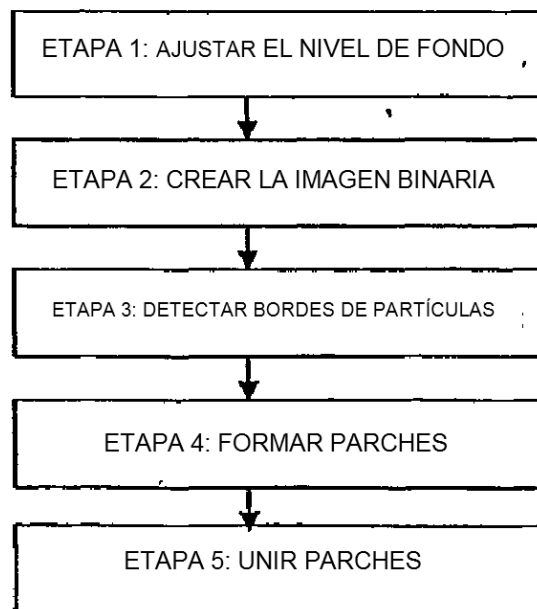 ETAPA 1: AJUSTAR EL NIVEL DE FONDO
ETAPA 2: CREAR LA IMAGEN BINARIA
ETAPA 3: DETECTAR BORDES DE PARTÍCULAS
ETAPA 4: FORMAR PARCHES
ETAPA 5: UNIR PARCHES